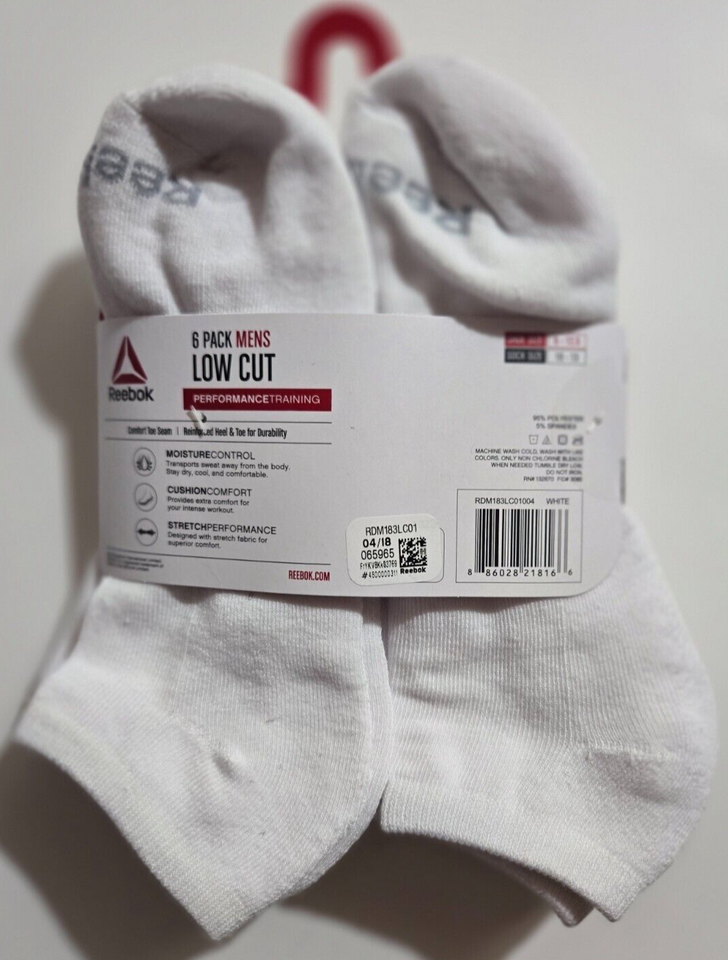 Reebok
6 PACK MENS
LOW CUT
PERFORMANCETRAINING
Comfort Toe Seam | Reinforced Heel & Toe for Durability
MOISTURECONTROL
Transports sweat away from the body.
Stay dry, cool, and comfortable.
CUSHIONCOMFORT
Provides extra comfort for
your intense workout.
STRETCHPERFORMANCE
Designed with stretch fabric for
superior comfort.
REEBOK.COM
SHOE SIZE
SOCK SIZE
95% POLYESTER
5% SPANDEX
MACHINE WASH COLD, WASH WITH LIKE
COLORS, ONLY NON CHLORINE BLEACH
WHEN NEEDED TUMBLE DRY LOW.
DO NOT IRON.
RDM183LC01004 WHITE
8 86028 21816 6
RDM183LC01
04/18
065965
Reebok